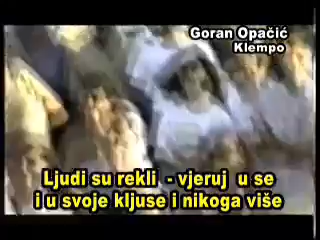 Goran Opačić
Klempo
Ljudi su rekli - vjeruj u se
i u svoje kljuse i nikoga više